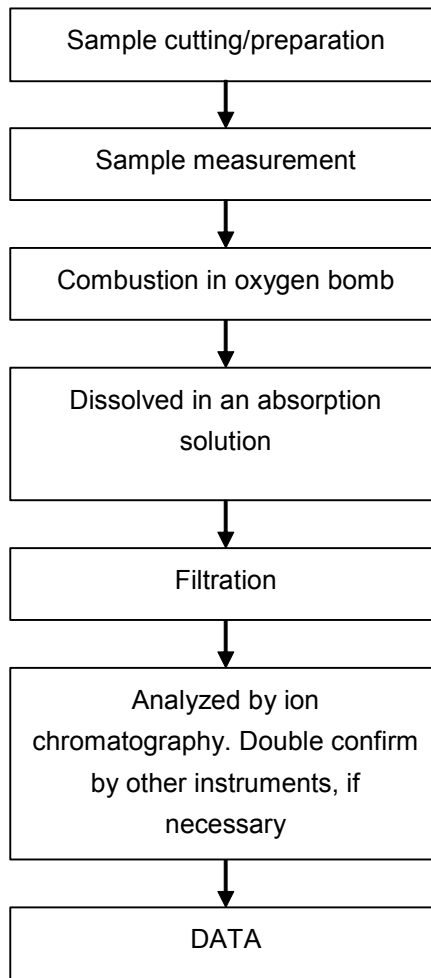 Sample cutting/preparation
Sample measurement
Combustion in oxygen bomb
Dissolved in an absorption
solution
Filtration
Analyzed by ion
chromatography. Double confirm
by other instruments, if
necessary
DATA